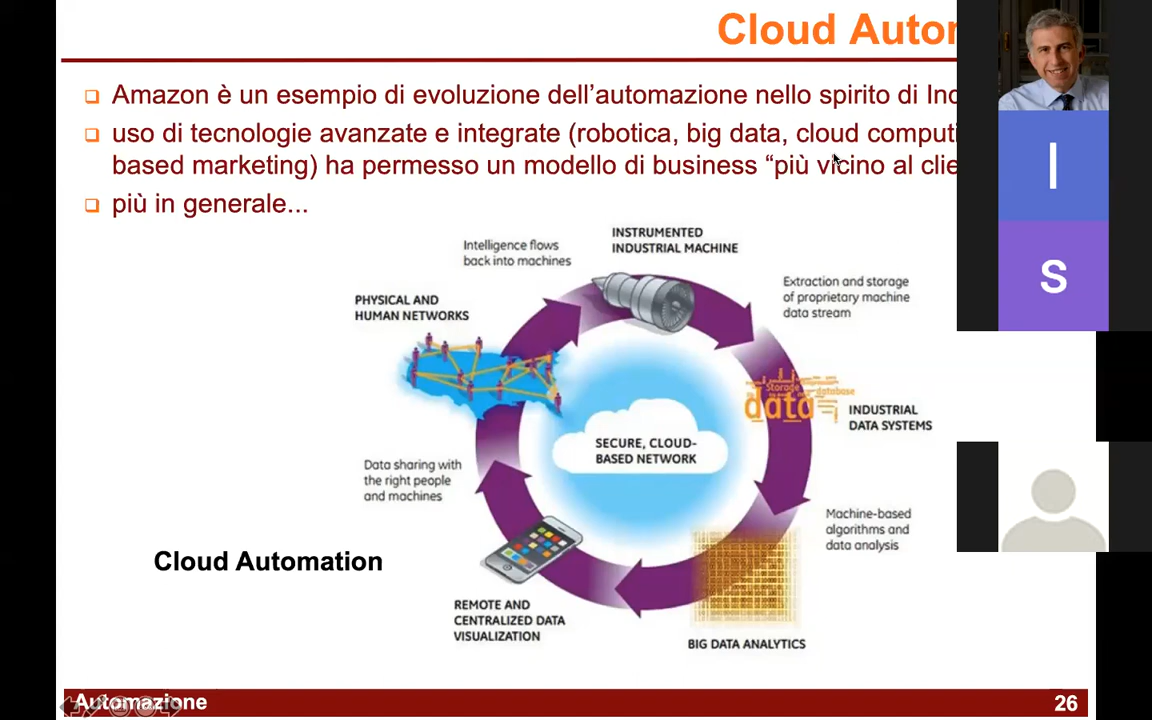 Cloud
Amazon è un esempio di evoluzione dell'automazione nello spirito di
uso di tecnologie avanzate e integrate (robotica, big data, cloud
based marketing) ha permesso un modello di business “più vicino al
più in generale...
INSTRUMENTED
INDUSTRIAL MACHINE
Intelligence flows
back into machines
Extraction and storage
of proprietary machine
data stream
PHYSICAL AND
HUMAN NETWORKS
Storage
database
data
INDUSTRIAL
DATA SYSTEMS
SECURE, CLOUD-
BASED NETWORK
Data sharing with
the right people
and machines
Machine-based
algorithms and
data analysis
Cloud Automation
REMOTE AND
CENTRALIZED DATA
VISUALIZATION
BIG DATA ANALYTICS
Automazione
26
I
S